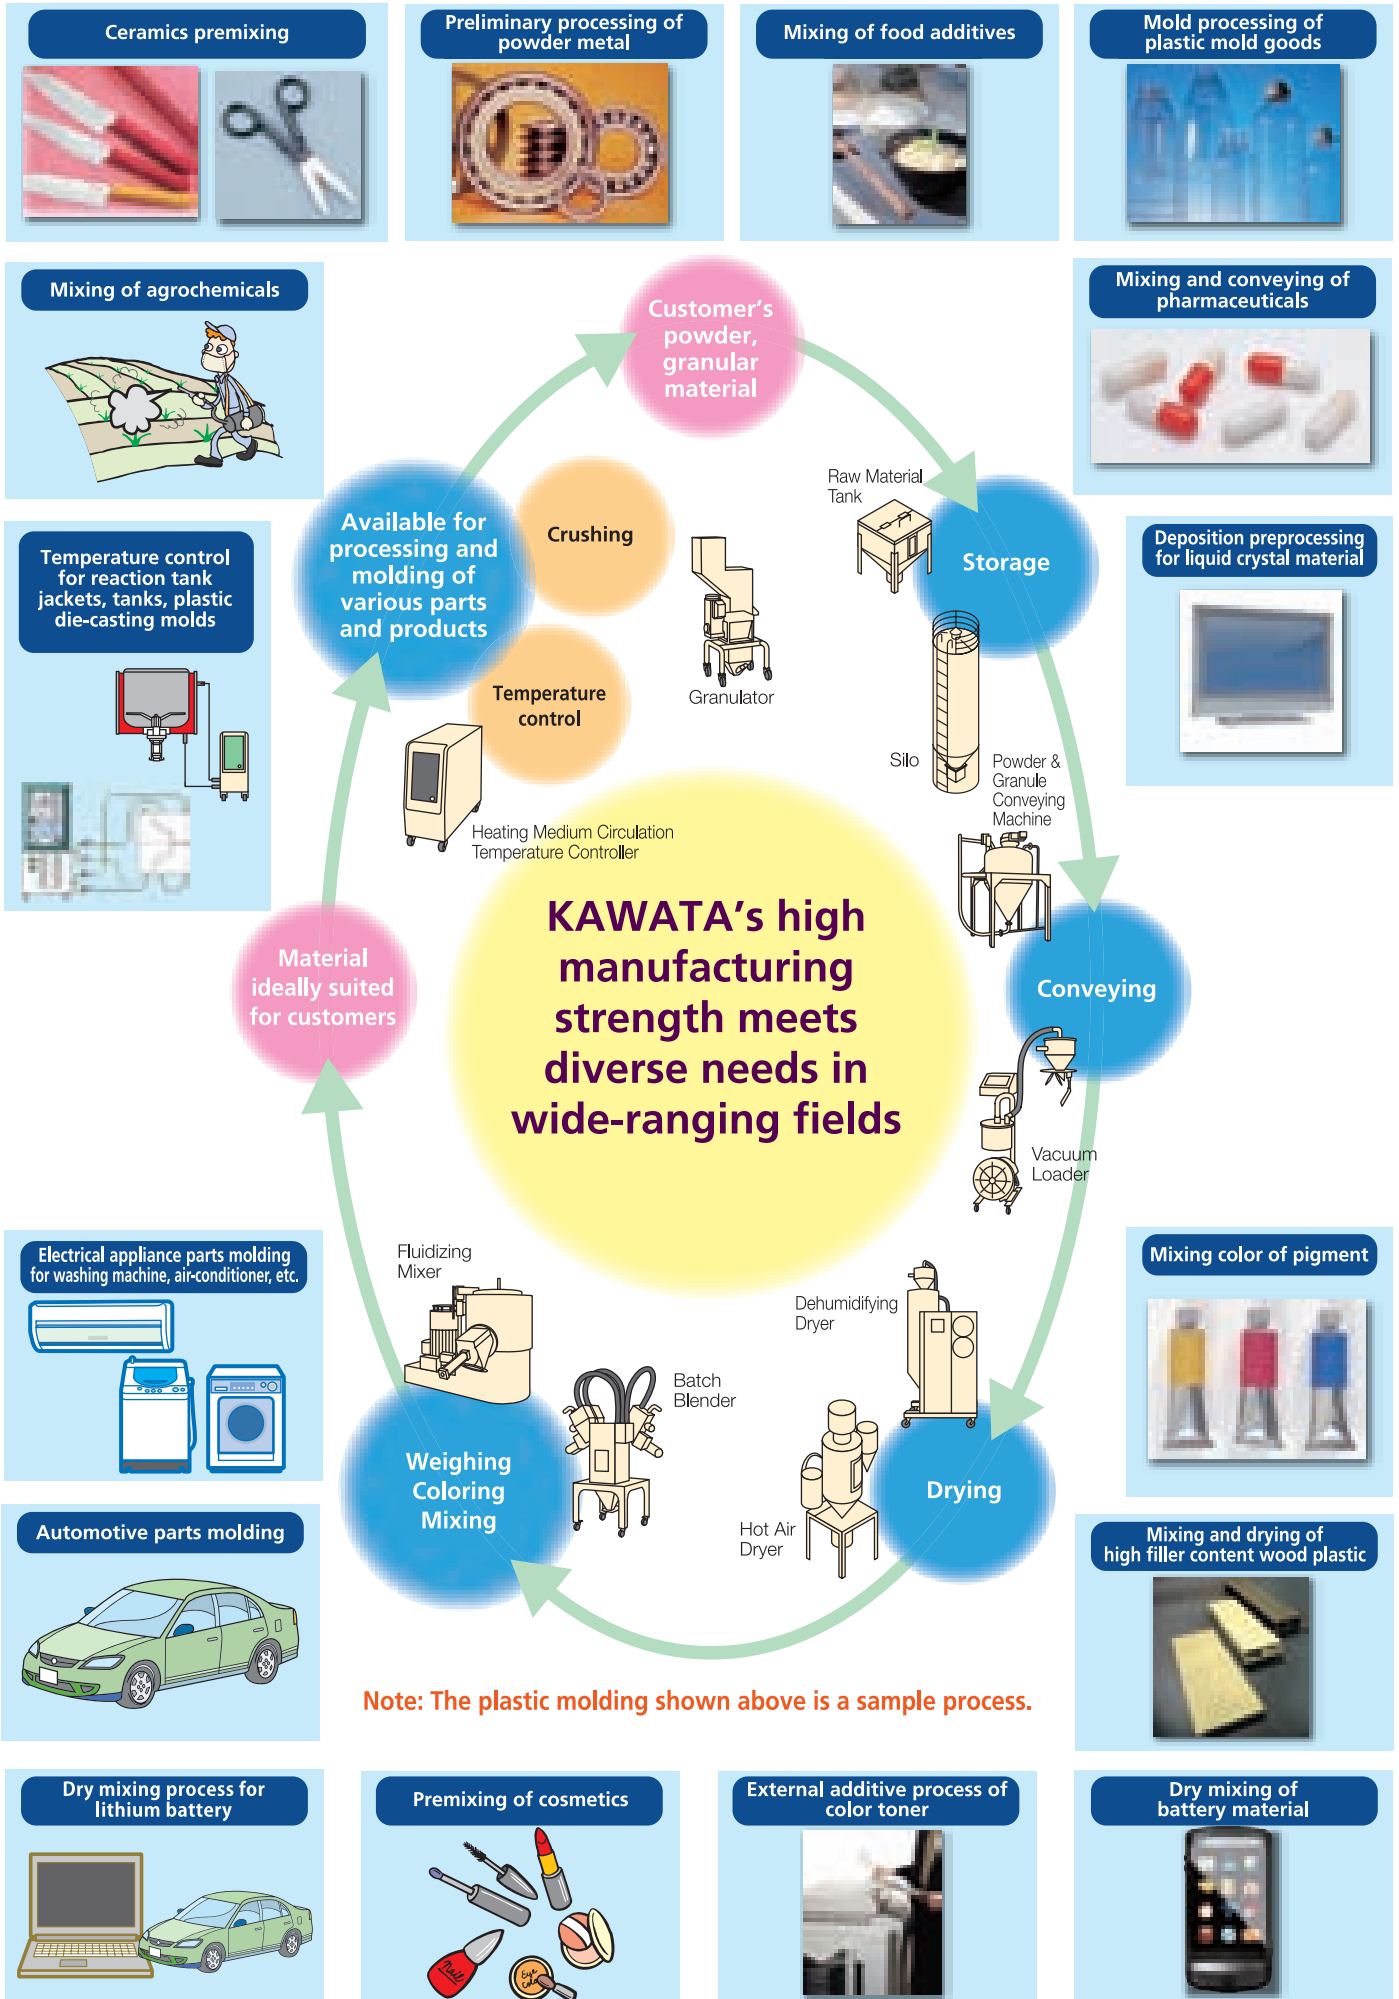 Ceramics premixing
Preliminary processing of
powder metal
Mixing of food additives
Mold processing of
plastic mold goods
Mixing of agrochemicals
Customer's
powder,
granular
material
Mixing and conveying of
pharmaceuticals
Temperature control
for reaction tank
jackets, tanks, plastic
die-casting molds
Available for
processing and
molding of
various parts
and products
Crushing
Granulator
Raw Material
Tank
Storage
Deposition preprocessing
for liquid crystal material
Temperature
control
Silo
Powder &
Granule
Conveying
Machine
Heating Medium Circulation
Temperature Controller
KAWATA's high
manufacturing
strength meets
diverse needs in
wide-ranging fields
Material
ideally suited
for customers
Conveying
Vacuum
Loader
Electrical appliance parts molding
for washing machine, air-conditioner, etc.
Fluidizing
Mixer
Dehumidifying
Dryer
Mixing color of pigment
Batch
Blender
Weighing
Coloring
Mixing
Drying
Hot Air
Dryer
Automotive parts molding
Mixing and drying of
high filler content wood plastic
Note: The plastic molding shown above is a sample process.
Dry mixing process for
lithium battery
Premixing of cosmetics
External additive process of
color toner
Dry mixing of
battery material
Nail
Eye
Color